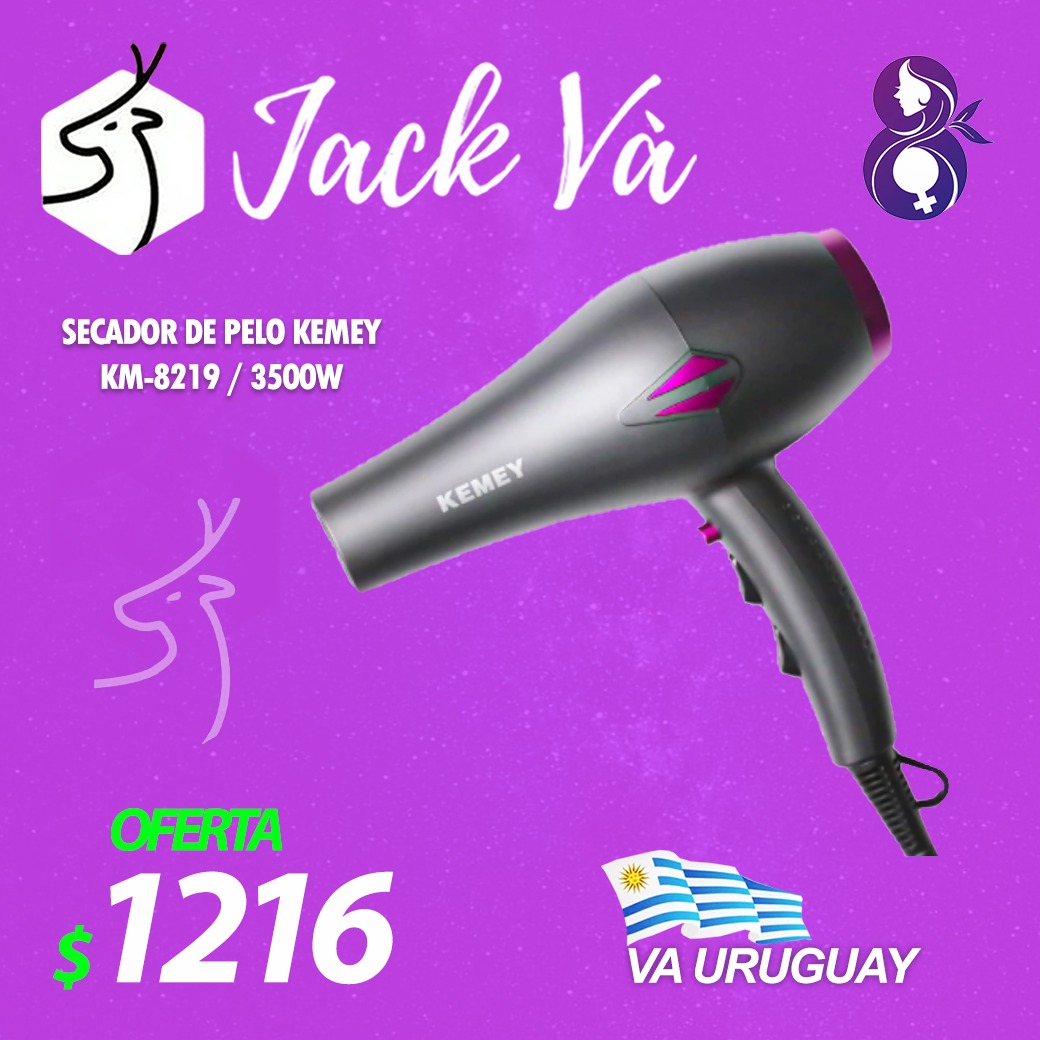 Jack Và
SECADOR DE PELO KEMEY
KM-8219 / 3500W
KEMEY
OFERTA
$ 1216
VA URUGUAY